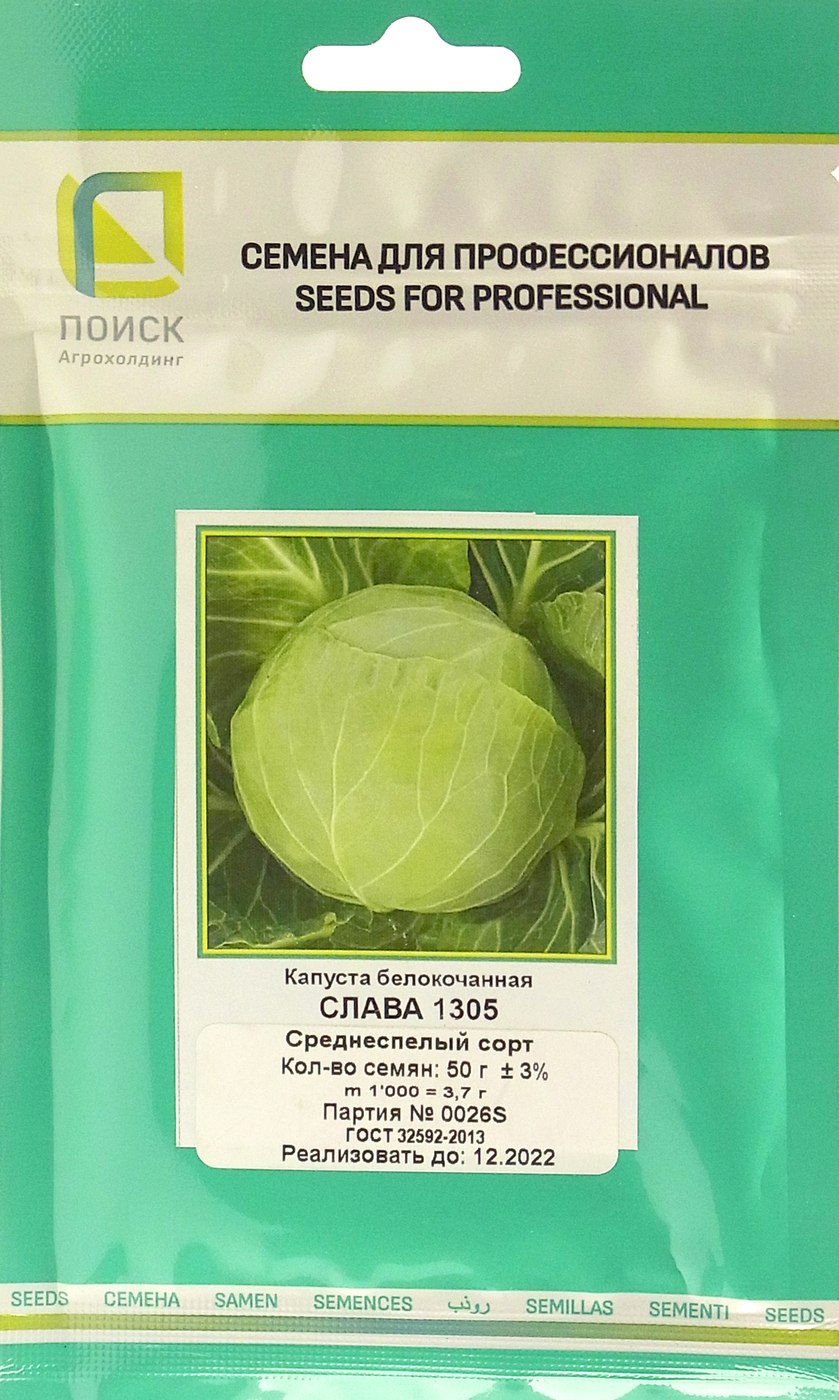 ПОИСК
Агрохолдинг
СЕМЕНА ДЛЯ ПРОФЕССИОНАЛОВ
SEEDS FOR PROFESSIONAL
Капуста белокочанная
СЛАВА 1305
Среднеспелый сорт
Кол-во семян: 50 г ± 3%
m 1'000 = 3,7 г
Партия № 0026S
ГОСТ 32592-2013
Реализовать до: 12.2022
SEEDS СЕМЕНА SAMEN SEMENCES SEMILLAS SEMENTI SEEDS